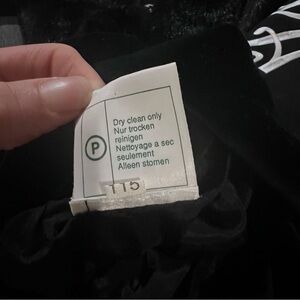 Dry clean only
Nur trocken
reinigen
Nettoyage a sec
seulement
Alleen stomen
P
115